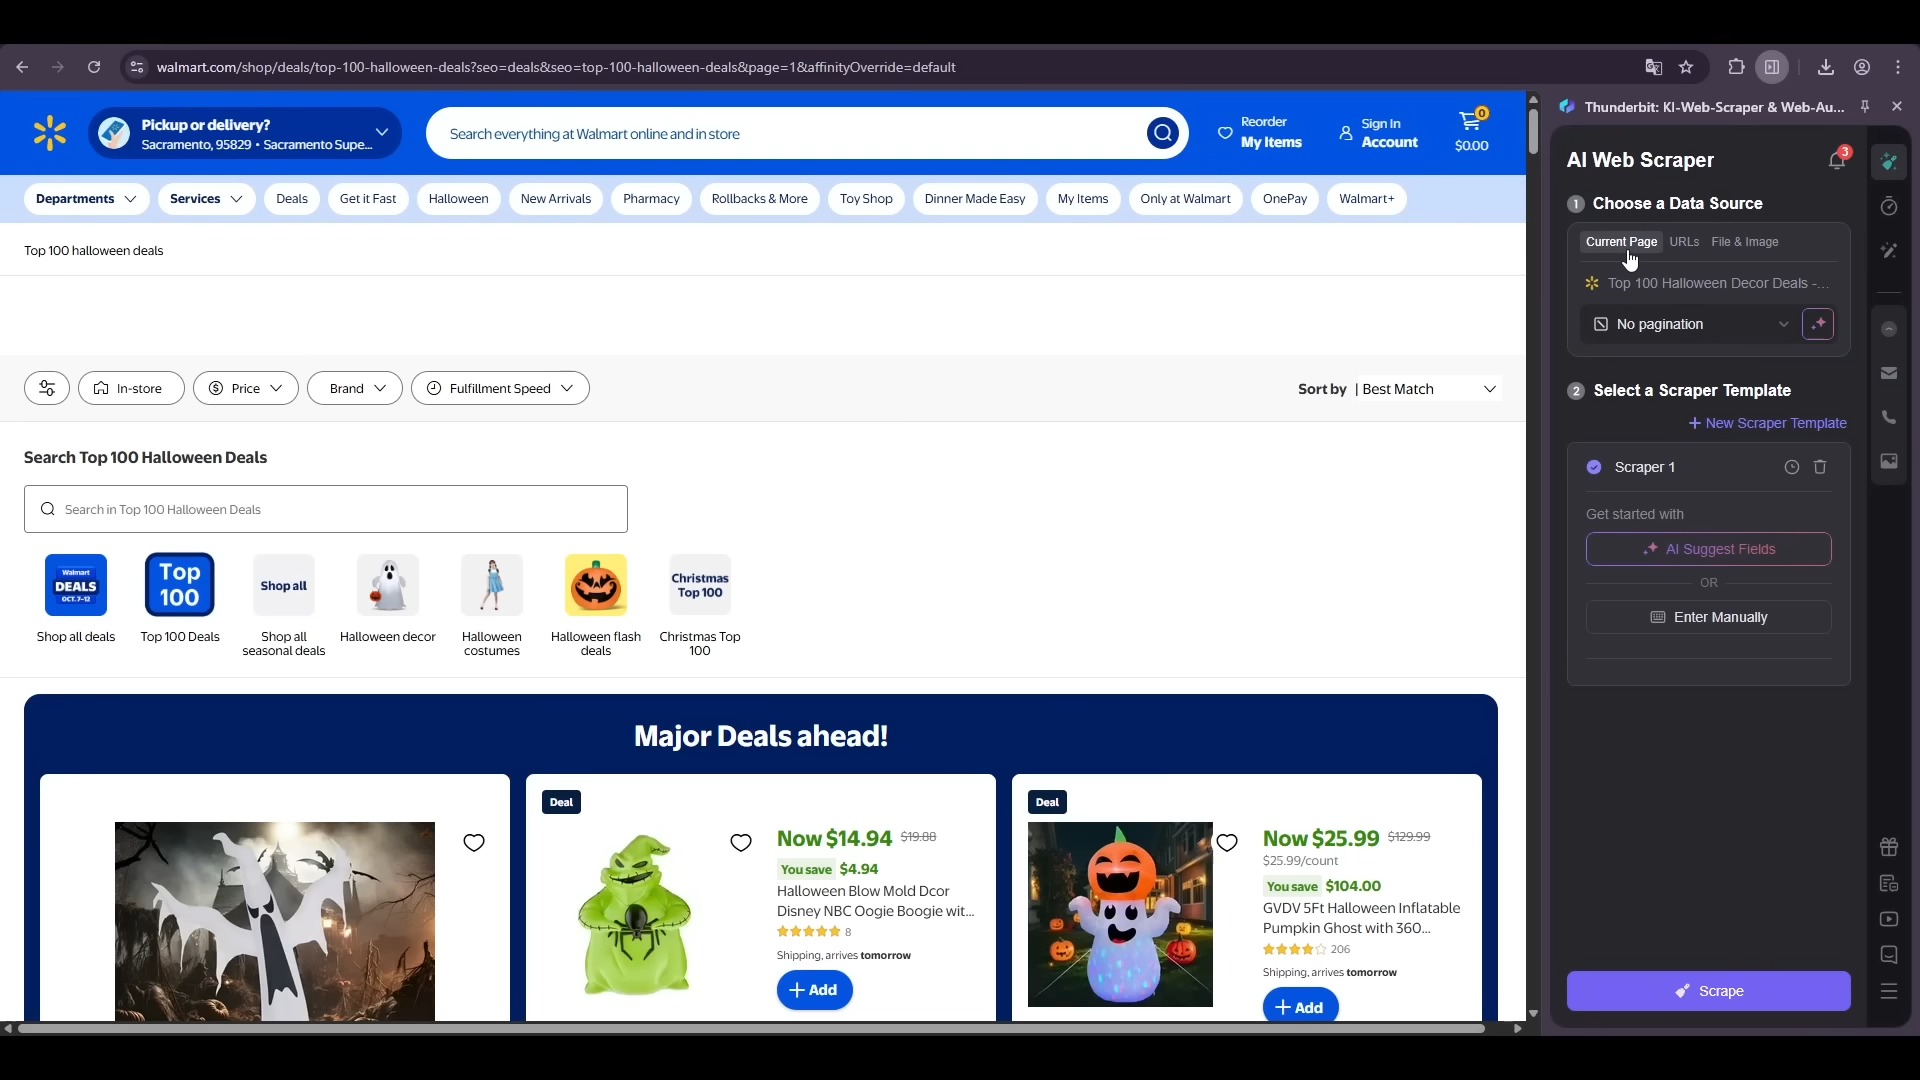 walmart.com/shop/deals/top-100-halloween-deals?seo=deals&seo=top-100-halloween-deals&page=1&affinityOverride=default
Pickup or delivery?
Sacramento, 95829 • Sacramento Supe...
Search everything at Walmart online and in store
Reorder
My Items
Sign In
Account
0
$0.00
Departments
Services
Deals
Get it Fast
Halloween
New Arrivals
Pharmacy
Rollbacks & More
Toy Shop
Dinner Made Easy
My Items
Only at Walmart
OnePay
Walmart+
Top 100 halloween deals
In-store
Price
Brand
Fulfillment Speed
Sort by | Best Match
Search Top 100 Halloween Deals
Search in Top 100 Halloween Deals
Walmart
DEALS
OCT. 7-12
Top
100
Shop all
Christmas
Top 100
Shop all deals
Top 100 Deals
Shop all
seasonal deals
Halloween decor
Halloween
costumes
Halloween flash
deals
Christmas Top
100
Major Deals ahead!
Deal
Now $14.94 $19.88
You save $4.94
Halloween Blow Mold Dcor
Disney NBC Oogie Boogie wit...
8
Shipping, arrives tomorrow
+ Add
Deal
Now $25.99 $129.99
$25.99/count
You save $104.00
GVDV 5Ft Halloween Inflatable
Pumpkin Ghost with 360...
206
Shipping, arrives tomorrow
+ Add
Thunderbit: KI-Web-Scraper & Web-Au...
AI Web Scraper
3
1 Choose a Data Source
Current Page
URLs
File & Image
Top 100 Halloween Decor Deals -...
No pagination
2 Select a Scraper Template
+ New Scraper Template
Scraper 1
Get started with
AI Suggest Fields
OR
Enter Manually
Scrape